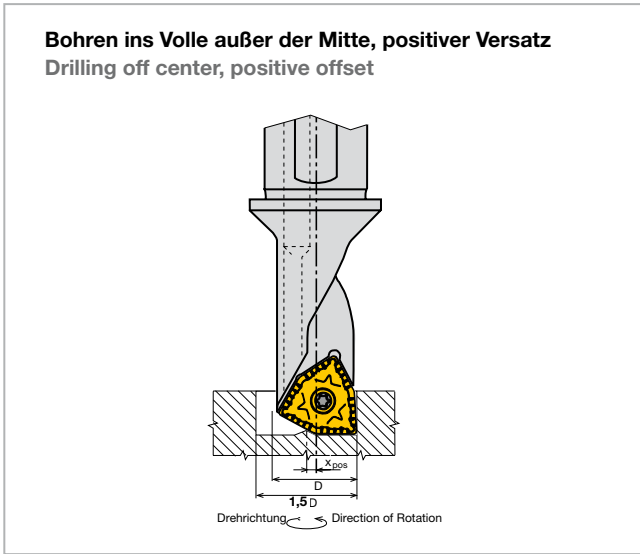 Bohren ins Volle außer der Mitte, positiver Versatz
Drilling off center, positive offset
xpos
D
1,5 D
Drehrichtung Direction of Rotation